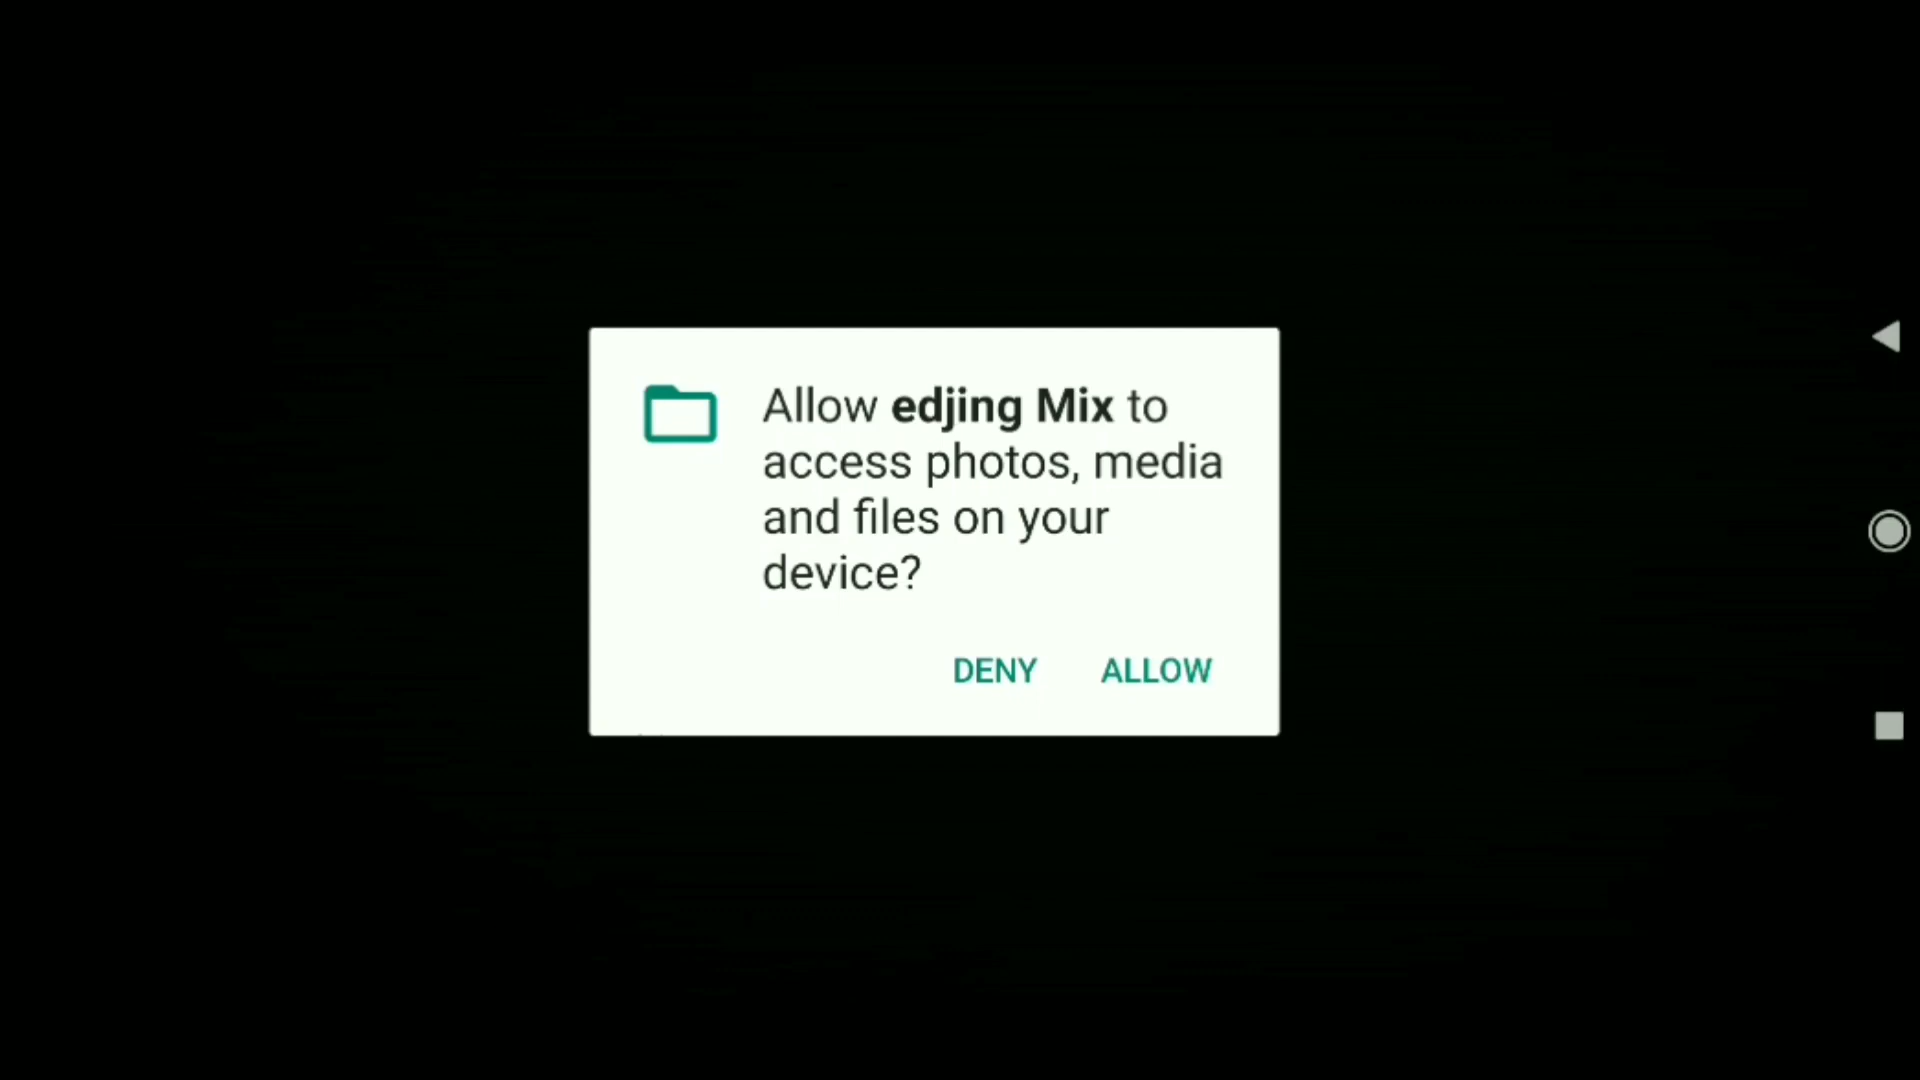 Allow edjing Mix to
access photos, media
and files on your
device?
DENY ALLOW